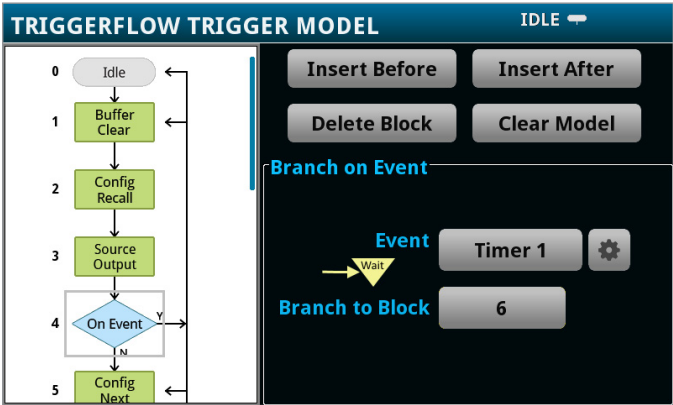 TRIGGERFLOW TRIGGER MODEL
IDLE
0
Idle
1
Buffer
Clear
2
Config
Recall
3
Source
Output
4
On Event
Y
N
5
Config
Next
Insert Before
Insert After
Delete Block
Clear Model
Branch on Event
Event
Timer 1
Wait
Branch to Block
6